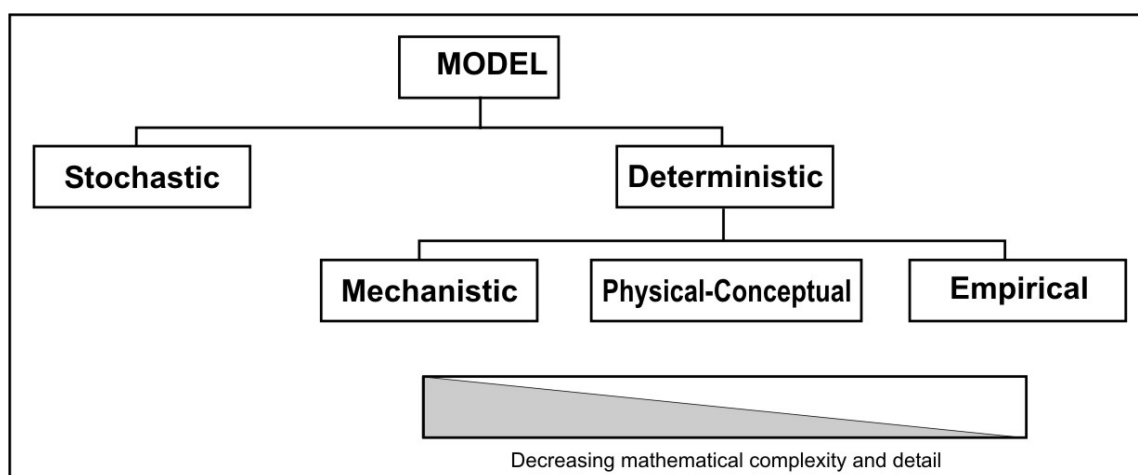 MODEL
Stochastic
Deterministic
Mechanistic
Physical-Conceptual
Empirical
Decreasing mathematical complexity and detail